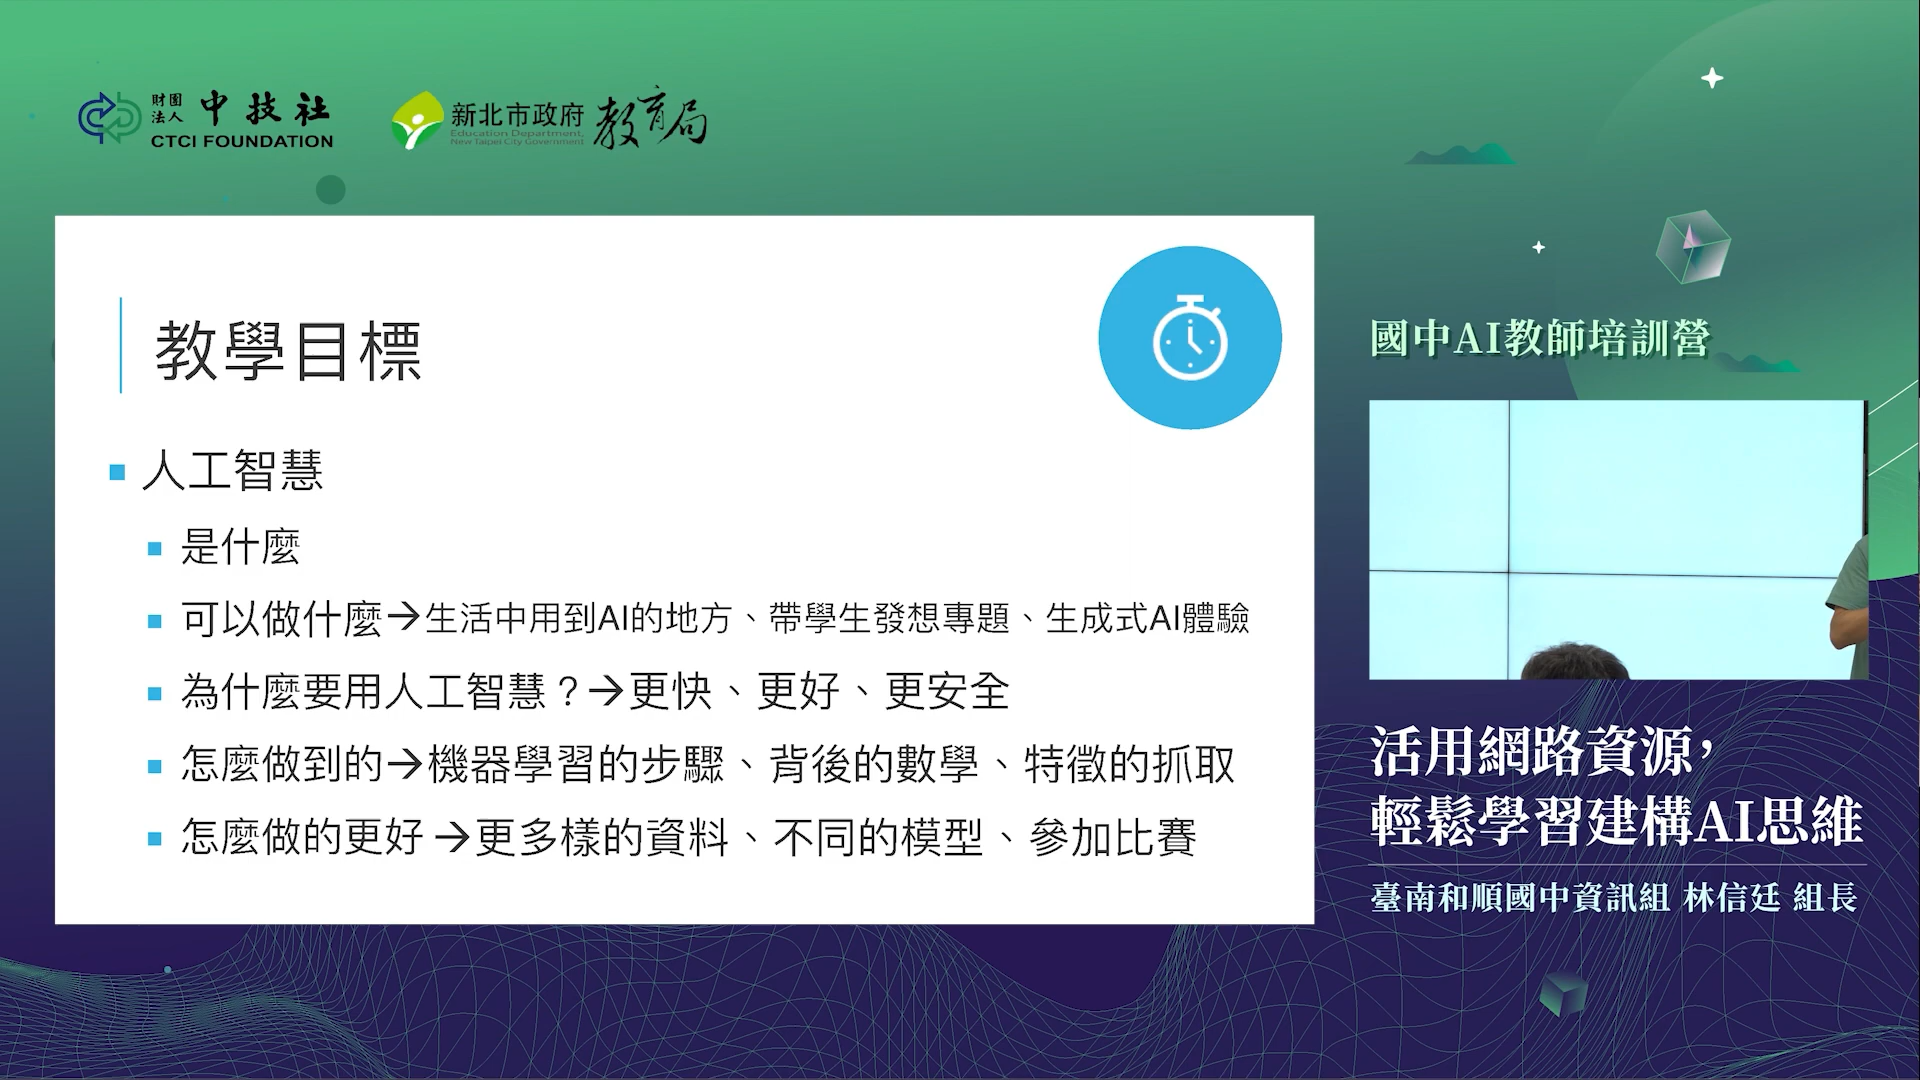 財團法人 中技社
CTCI FOUNDATION
新北市政府 教育局
Education Department,
New Taipei City Government
教學目標
人工智慧
是什麼
可以做什麼→生活中用到AI的地方、帶學生發想專題、生成式AI體驗
為什麼要用人工智慧？→更快、更好、更安全
怎麼做到的→機器學習的步驟、背後的數學、特徵的抓取
怎麼做的更好→更多樣的資料、不同的模型、參加比賽
國中AI教師培訓營
活用網路資源，
輕鬆學習建構AI思維
臺南和順國中資訊組 林信廷 組長